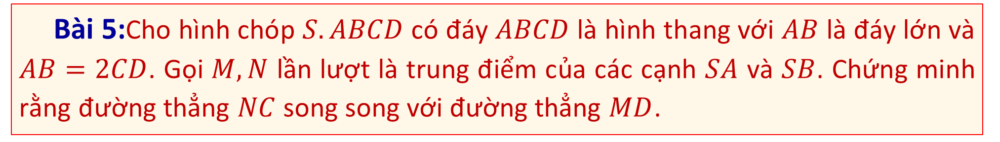 Bài 5:Cho hình chóp S. ABCD có đáy ABCD là hình thang với AB là đáy lớn và
AB = 2CD. Gọi M, N lần lượt là trung điểm của các cạnh SA và SB. Chứng minh
rằng đường thẳng NC song song với đường thẳng MD.